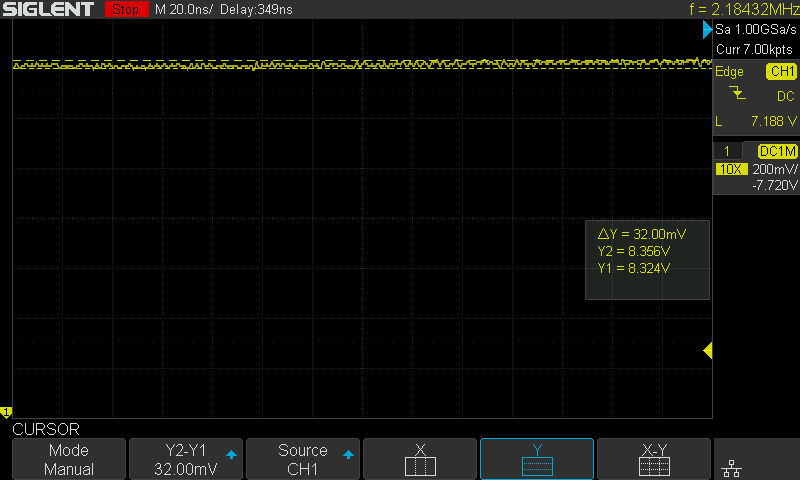 SIGLENT Stop M 20.0ns/ Delay:349ns f = 2.18432MHz
Sa 1.00GSa/s
Curr 7.00kpts
Edge CH1
DC
L 7.188 V
1 DC1M
10X 200mV/
-7.720V
△Y = 32.00mV
Y2 = 8.356V
Y1 = 8.324V
1
CURSOR
Mode
Manual
Y2-Y1
32.00mV
Source
CH1
X
Y
X-Y